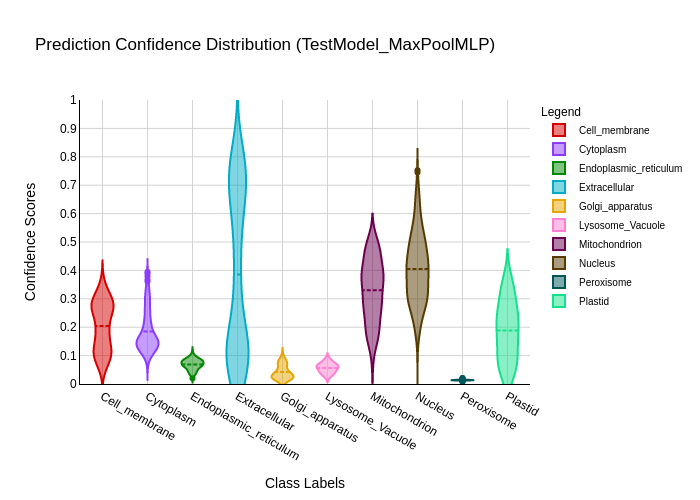 Prediction Confidence Distribution (TestModel_MaxPoolMLP)
Confidence Scores
1
0.9
0.8
0.7
0.6
0.5
0.4
0.3
0.2
0.1
0
Cell_membrane
Cytoplasm
Endoplasmic_reticulum
Extracellular
Golgi_apparatus
Lysosome_Vacuole
Mitochondrion
Nucleus
Peroxisome
Plastid
Class Labels
Legend
Cell_membrane
Cytoplasm
Endoplasmic_reticulum
Extracellular
Golgi_apparatus
Lysosome_Vacuole
Mitochondrion
Nucleus
Peroxisome
Plastid